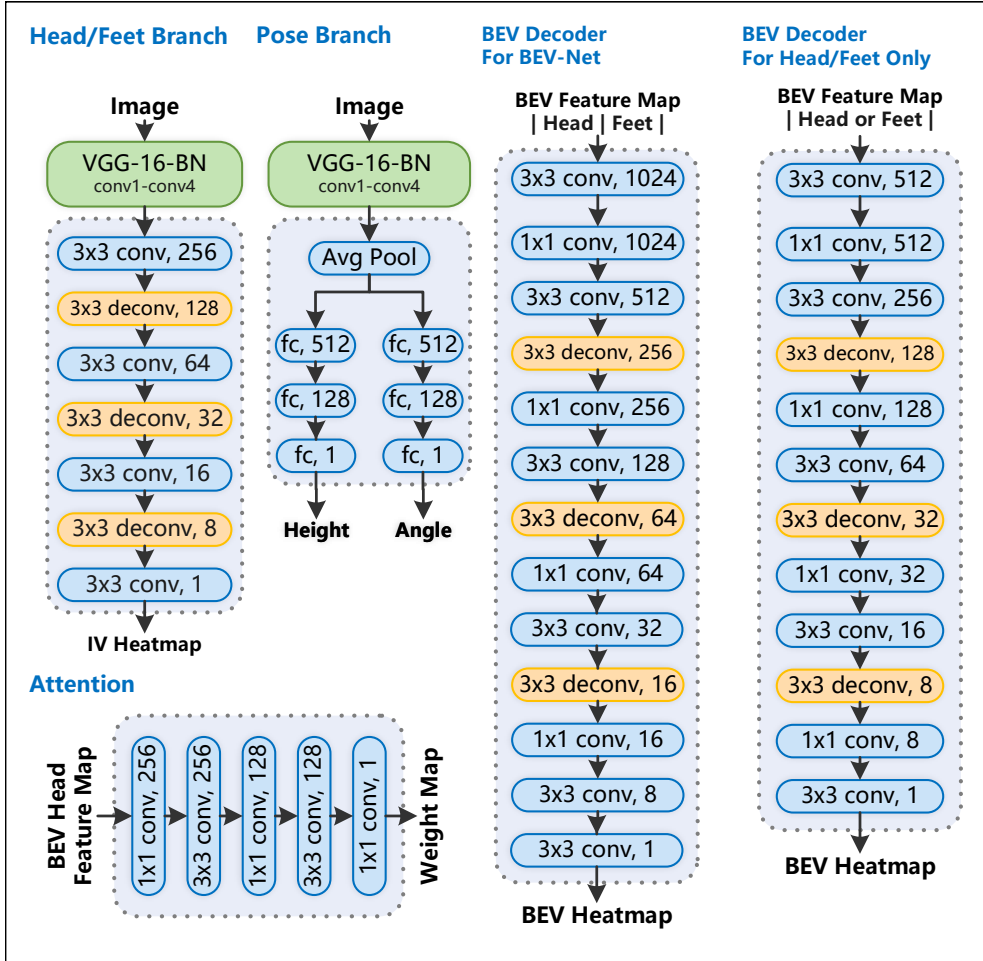 Head/Feet Branch
Image
VGG-16-BN
conv1-conv4
3x3 conv, 256
3x3 deconv, 128
3x3 conv, 64
3x3 deconv, 32
3x3 conv, 16
3x3 deconv, 8
3x3 conv, 1
IV Heatmap
Pose Branch
Image
VGG-16-BN
conv1-conv4
Avg Pool
fc, 512
fc, 128
fc, 1
Height
fc, 512
fc, 128
fc, 1
Angle
Attention
BEV Head
Feature Map
1x1 conv, 256
3x3 conv, 256
1x1 conv, 128
3x3 conv, 128
1x1 conv, 1
Weight Map
BEV Decoder
For BEV-Net
BEV Feature Map
| Head | Feet |
3x3 conv, 1024
1x1 conv, 1024
3x3 conv, 512
3x3 deconv, 256
1x1 conv, 256
3x3 conv, 128
3x3 deconv, 64
1x1 conv, 64
3x3 conv, 32
3x3 deconv, 16
1x1 conv, 16
3x3 conv, 8
3x3 conv, 1
BEV Heatmap
BEV Decoder
For Head/Feet Only
BEV Feature Map
| Head or Feet |
3x3 conv, 512
1x1 conv, 512
3x3 conv, 256
3x3 deconv, 128
1x1 conv, 128
3x3 conv, 64
3x3 deconv, 32
1x1 conv, 32
3x3 conv, 16
3x3 deconv, 8
1x1 conv, 8
3x3 conv, 1
BEV Heatmap